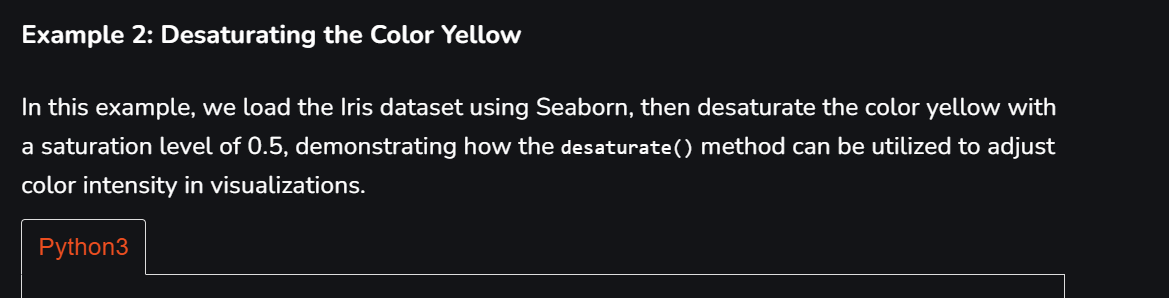 Example 2: Desaturating the Color Yellow
In this example, we load the Iris dataset using Seaborn, then desaturate the color yellow with
a saturation level of 0.5, demonstrating how the desaturate() method can be utilized to adjust
color intensity in visualizations.
Python3